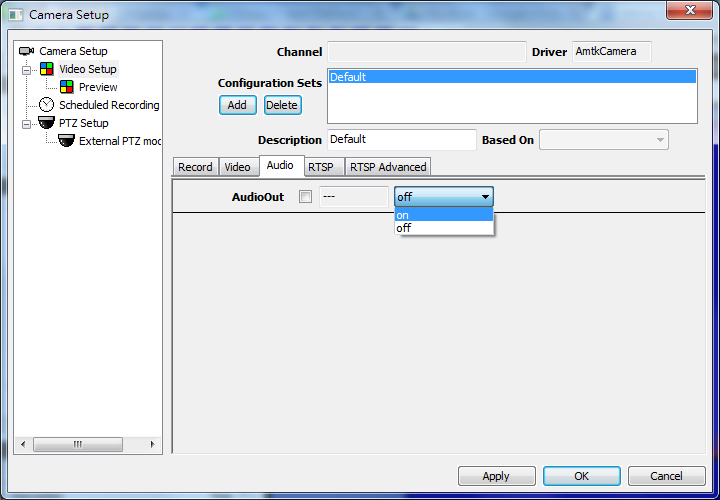 Camera Setup
Camera Setup
Video Setup
Preview
Scheduled Recording
PTZ Setup
External PTZ mod
Channel
Driver AmtkCamera
Configuration Sets
Default
Add Delete
Description Default Based On
Record Video Audio RTSP RTSP Advanced
AudioOut --- off
on
off
Apply OK Cancel